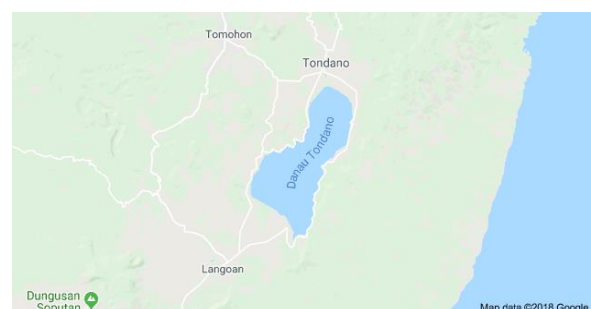 Tomohon
Tondano
Danau Tondano
Langoan
Dungusan
Soputan
Map data ©2018 Google